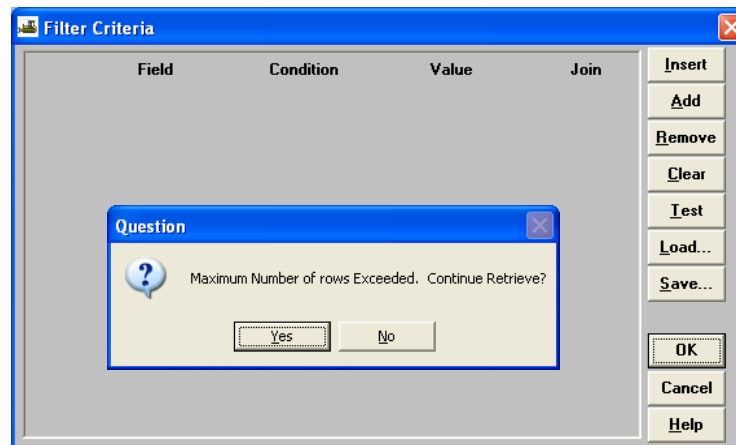 Filter Criteria
Field Condition Value Join
Insert
Add
Remove
Clear
Test
Load...
Save...
Question
Maximum Number of rows Exceeded. Continue Retrieve?
Yes No
OK
Cancel
Help